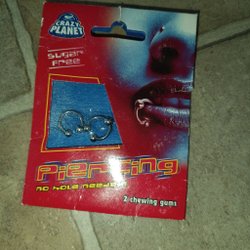 CRAZY
PLANET
SUGAR
FREE
Piercing
NO HOLE NEEDED
2 chewing gums